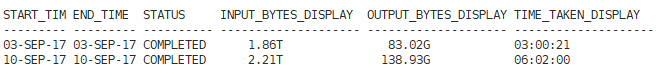 START_TIM END_TIME  STATUS     INPUT_BYTES_DISPLAY  OUTPUT_BYTES_DISPLAY TIME_TAKEN_DISPLAY
--------- --------- ---------- -------------------- -------------------- --------------------
03-SEP-17 03-SEP-17 COMPLETED      1.86T               83.02G            03:00:21
10-SEP-17 10-SEP-17 COMPLETED      2.21T              138.93G            06:02:00